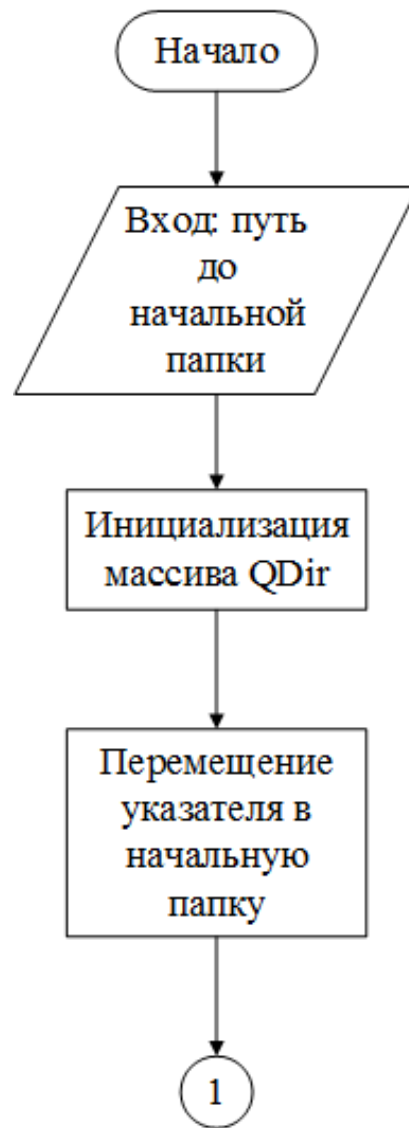 Начало
Вход: путь
до
начальной
папки
Инициализация
массива QDir
Перемещение
указателя в
начальную
папку
1